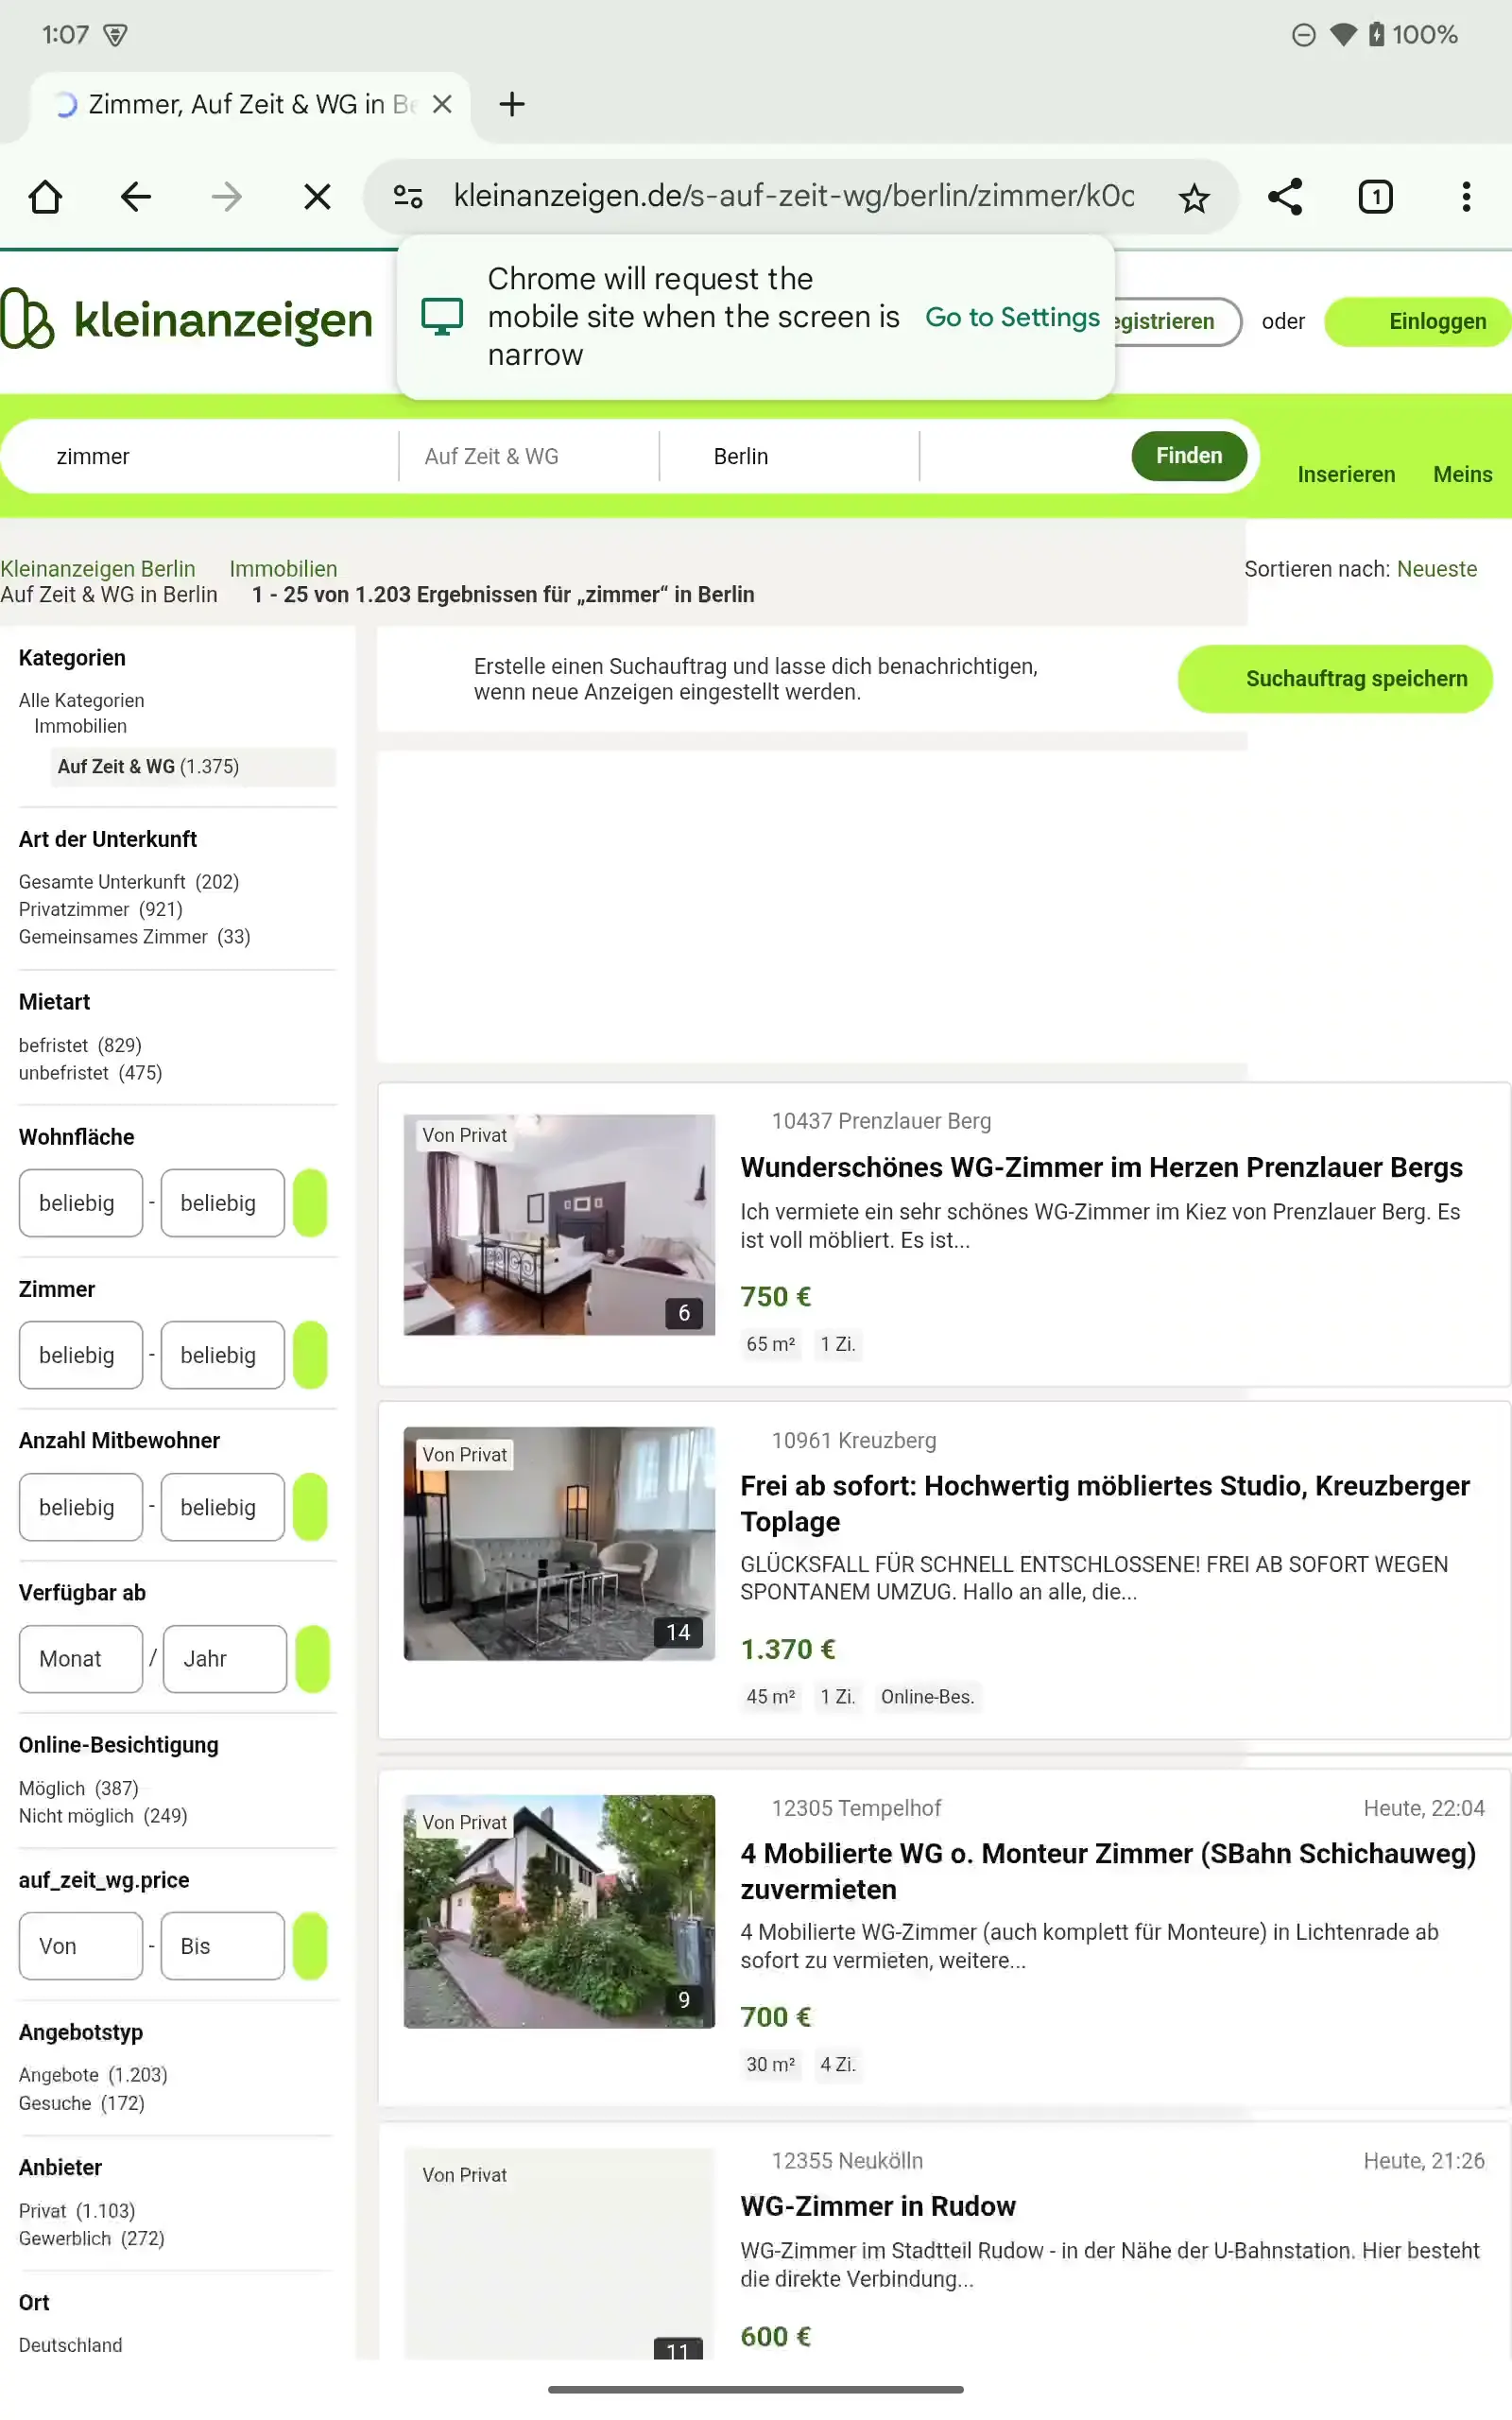 1:07
100%
Zimmer, Auf Zeit & WG in Be
kleinanzeigen.de/s-auf-zeit-wg/berlin/zimmer/k0c
1
Chrome will request the
mobile site when the screen is
narrow
Go to Settings
kleinanzeigen
egistrieren
oder
Einloggen
zimmer
Auf Zeit & WG
Berlin
Finden
Inserieren
Meins
Kleinanzeigen Berlin Immobilien
Auf Zeit & WG in Berlin 1 - 25 von 1.203 Ergebnissen für „zimmer“ in Berlin
Sortieren nach: Neueste
Kategorien
Alle Kategorien
Immobilien
Auf Zeit & WG (1.375)
Art der Unterkunft
Gesamte Unterkunft (202)
Privatzimmer (921)
Gemeinsames Zimmer (33)
Mietart
befristet (829)
unbefristet (475)
Wohnfläche
beliebig - beliebig
Zimmer
beliebig - beliebig
Anzahl Mitbewohner
beliebig - beliebig
Verfügbar ab
Monat / Jahr
Online-Besichtigung
Möglich (387)
Nicht möglich (249)
auf_zeit_wg.price
Von - Bis
Angebotstyp
Angebote (1.203)
Gesuche (172)
Anbieter
Privat (1.103)
Gewerblich (272)
Ort
Deutschland
Erstelle einen Suchauftrag und lasse dich benachrichtigen,
wenn neue Anzeigen eingestellt werden.
Suchauftrag speichern
Von Privat
6
10437 Prenzlauer Berg
Wunderschönes WG-Zimmer im Herzen Prenzlauer Bergs
Ich vermiete ein sehr schönes WG-Zimmer im Kiez von Prenzlauer Berg. Es
ist voll möbliert. Es ist...
750 €
65 m² 1 Zi.
Von Privat
14
10961 Kreuzberg
Frei ab sofort: Hochwertig möbliertes Studio, Kreuzberger
Toplage
GLÜCKSFALL FÜR SCHNELL ENTSCHLOSSENE! FREI AB SOFORT WEGEN
SPONTANEM UMZUG. Hallo an alle, die...
1.370 €
45 m² 1 Zi. Online-Bes.
Von Privat
9
12305 Tempelhof
Heute, 22:04
4 Mobilierte WG o. Monteur Zimmer (SBahn Schichauweg)
zuvermieten
4 Mobilierte WG-Zimmer (auch komplett für Monteure) in Lichtenrade ab
sofort zu vermieten, weitere...
700 €
30 m² 4 Zi.
Von Privat
11
12355 Neukölln
Heute, 21:26
WG-Zimmer in Rudow
WG-Zimmer im Stadtteil Rudow - in der Nähe der U-Bahnstation. Hier besteht
die direkte Verbindung...
600 €